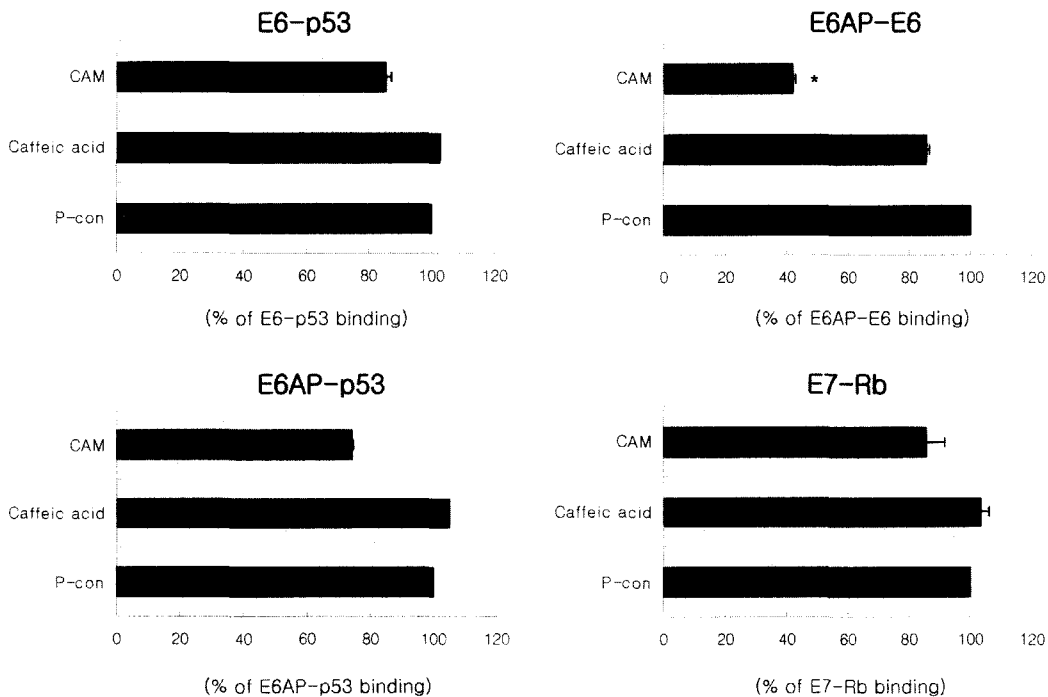 E6-p53
CAM
Caffeic acid
P-con
0 20 40 60 80 100 120
(% of E6-p53 binding)
E6AP-E6
CAM
*
Caffeic acid
P-con
0 20 40 60 80 100 120
(% of E6AP-E6 binding)
E6AP-p53
CAM
Caffeic acid
P-con
0 20 40 60 80 100 120
(% of E6AP-p53 binding)
E7-Rb
CAM
Caffeic acid
P-con
0 20 40 60 80 100 120
(% of E7-Rb binding)